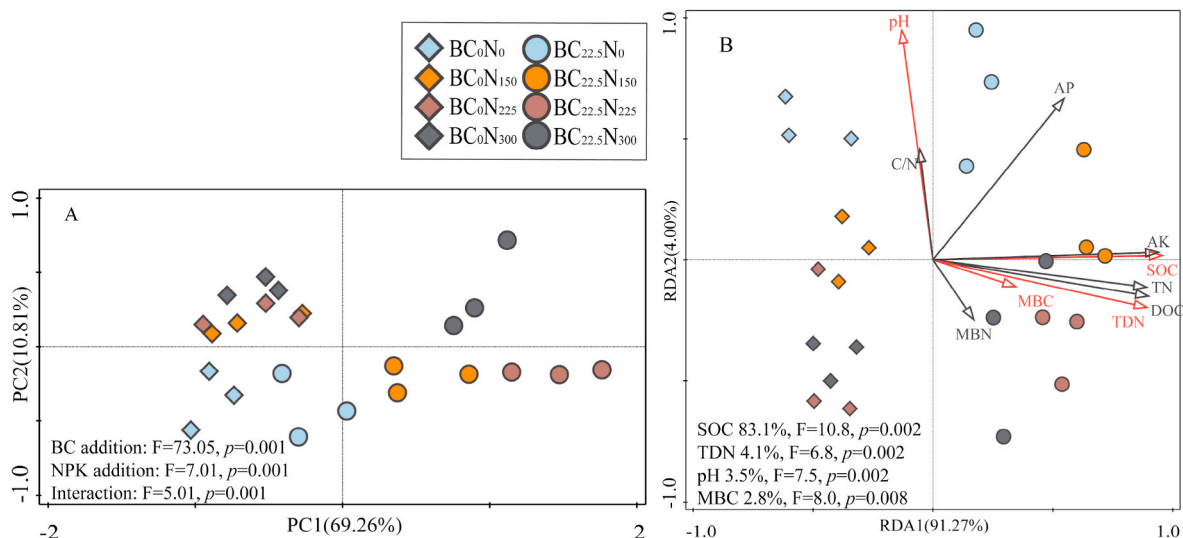 BC₀N₀ BC₂₂.₅N₀
BC₀N₁₅₀ BC₂₂.₅N₁₅₀
BC₀N₂₂₅ BC₂₂.₅N₂₂₅
BC₀N₃₀₀ BC₂₂.₅N₃₀₀
A
1.0
PC2(10.81%)
-1.0
BC addition: F=73.05, p=0.001
NPK addition: F=7.01, p=0.001
Interaction: F=5.01, p=0.001
-2
PC1(69.26%)
2
B
1.0
pH
AP
C/N
RDA2(4.00%)
AK
SOC
TN
MBC
DOC
TDN
MBN
SOC 83.1%, F=10.8, p=0.002
TDN 4.1%, F=6.8, p=0.002
pH 3.5%, F=7.5, p=0.002
MBC 2.8%, F=8.0, p=0.008
-1.0
-1.0
RDA1(91.27%)
1.0